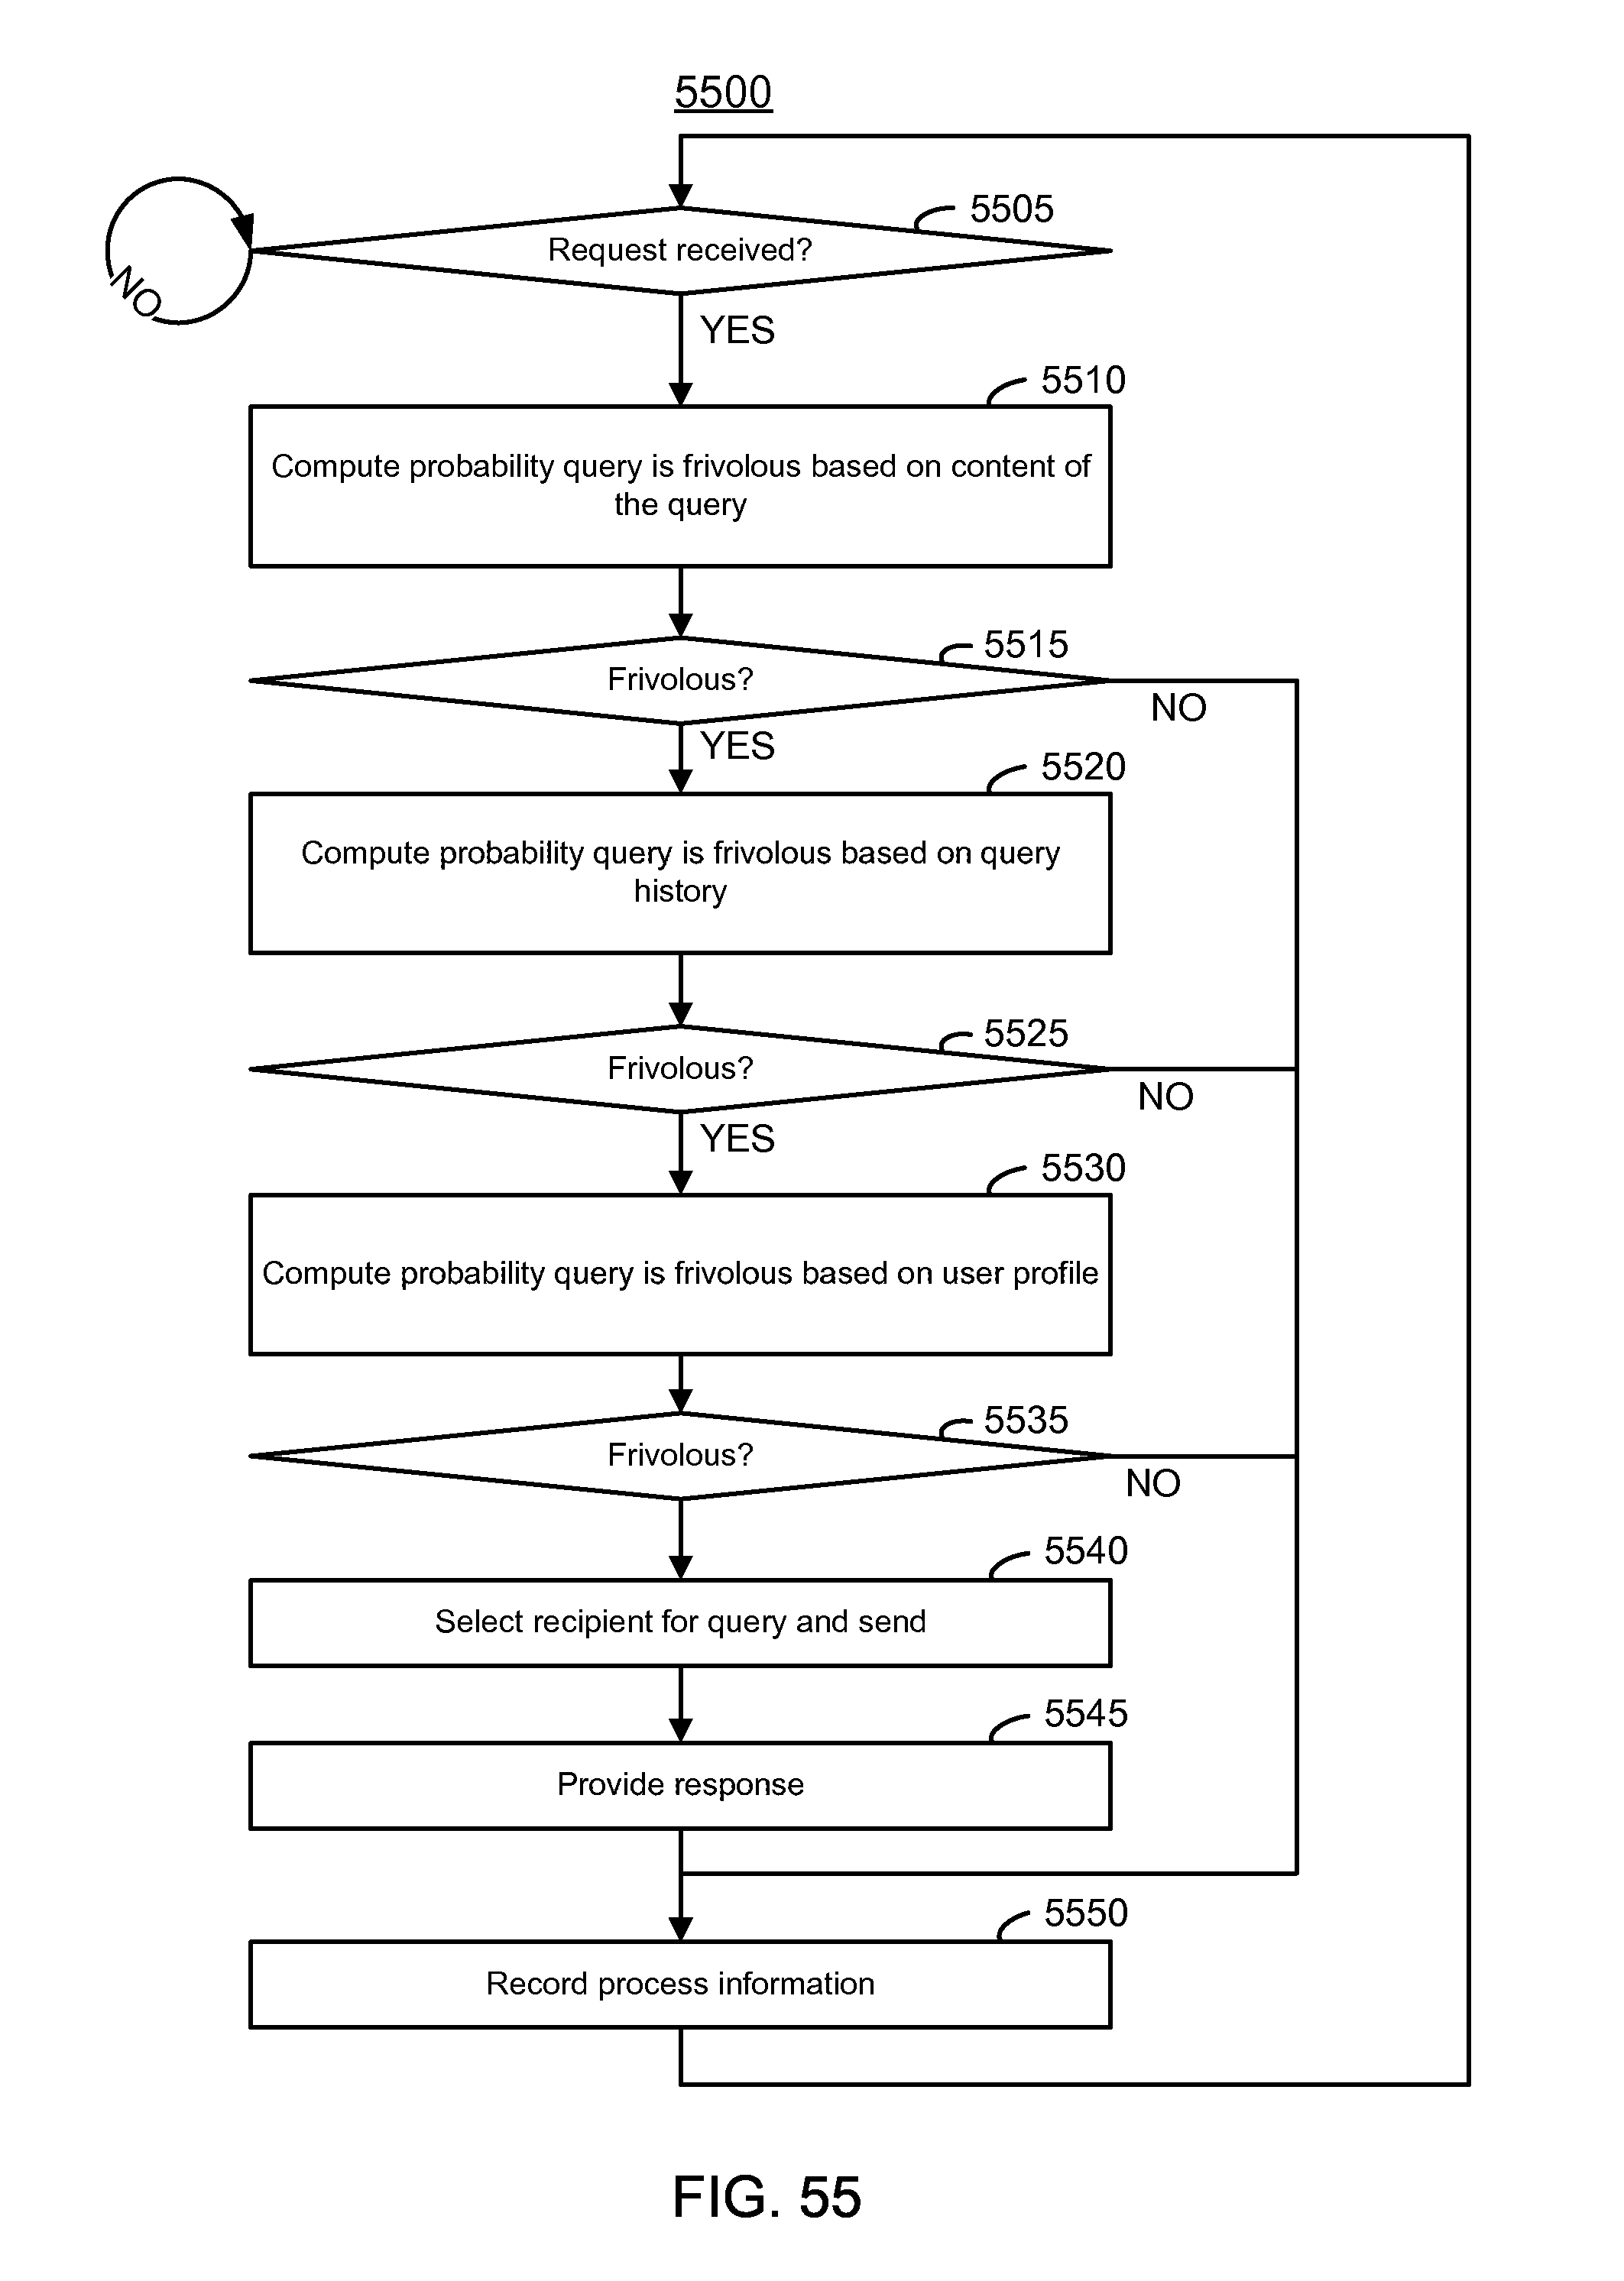 5500
5505
Request received?
NO
YES
5510
Compute probability query is frivolous based on content of
the query
5515
Frivolous?
NO
YES
5520
Compute probability query is frivolous based on query
history
5525
Frivolous?
NO
YES
5530
Compute probability query is frivolous based on user profile
5535
Frivolous?
NO
5540
Select recipient for query and send
5545
Provide response
5550
Record process information
FIG. 55